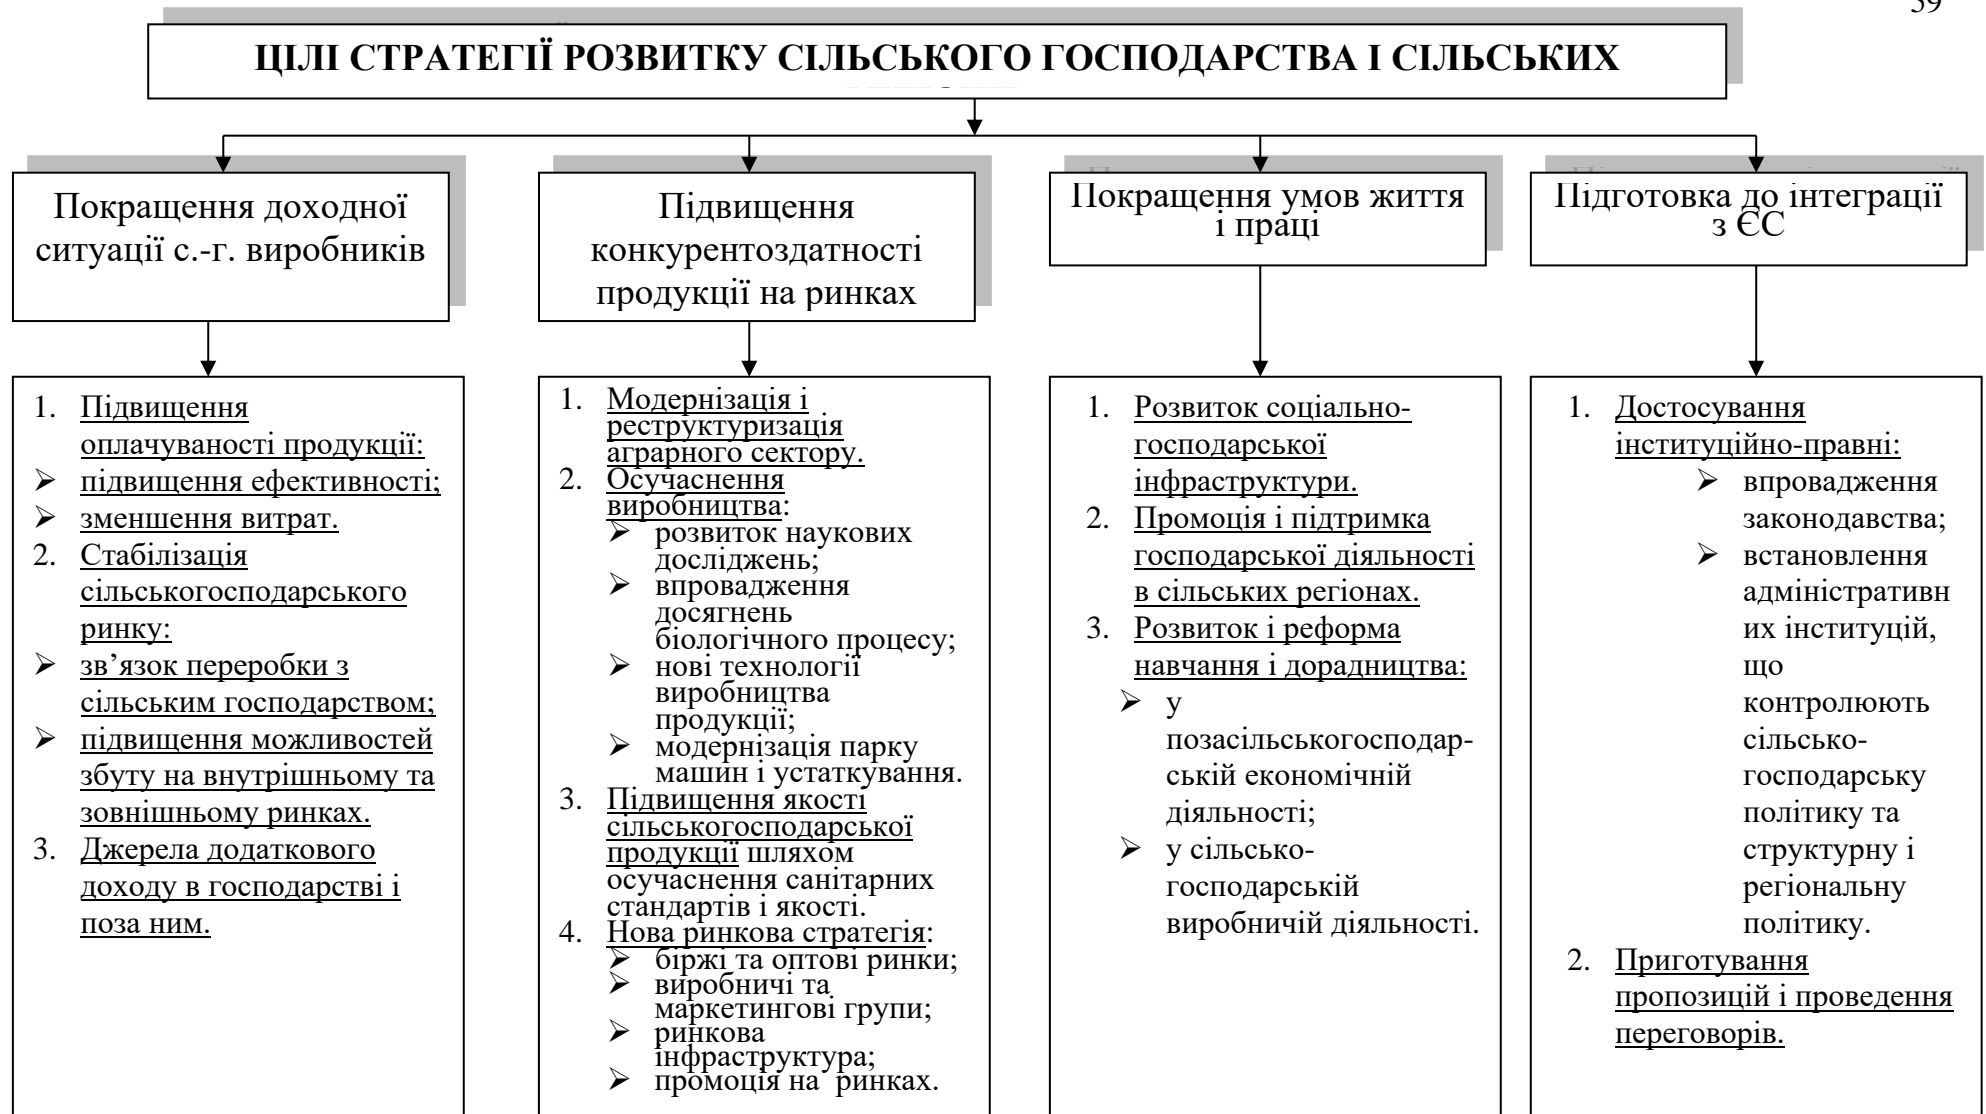 59
ЦІЛІ СТРАТЕГІЇ РОЗВИТКУ СІЛЬСЬКОГО ГОСПОДАРСТВА І СІЛЬСЬКИХ
Покращення доходної
ситуації с.-г. виробників
Підвищення
конкурентоздатності
продукції на ринках
Покращення умов життя
і праці
Підготовка до інтеграції
з ЄС
1. Підвищення
оплачуваності продукції:
➢ підвищення ефективності;
➢ зменшення витрат.
2. Стабілізація
сільськогосподарського
ринку:
➢ зв’язок переробки з
сільським господарством;
➢ підвищення можливостей
збуту на внутрішньому та
зовнішньому ринках.
3. Джерела додаткового
доходу в господарстві і
поза ним.
1. Модернізація і
реструктуризація
аграрного сектору.
2. Осучаснення
виробництва:
➢ розвиток наукових
досліджень;
➢ впровадження
досягнень
біологічного процесу;
➢ нові технології
виробництва
продукції;
➢ модернізація парку
машин і устаткування.
3. Підвищення якості
сільськогосподарської
продукції шляхом
осучаснення санітарних
стандартів і якості.
4. Нова ринкова стратегія:
➢ біржі та оптові ринки;
➢ виробничі та
маркетингові групи;
➢ ринкова
інфраструктура;
➢ промоція на ринках.
1. Розвиток соціально-
господарської
інфраструктури.
2. Промоція і підтримка
господарської діяльності
в сільських регіонах.
3. Розвиток і реформа
навчання і дорадництва:
➢ у
позасільськогосподар-
ській економічній
діяльності;
➢ у сільсько-
господарській
виробничій діяльності.
1. Достосування
інституційно-правні:
➢ впровадження
законодавства;
➢ встановлення
адміністративн
их інституцій,
що
контролюють
сільсько-
господарську
політику та
структурну і
регіональну
політику.
2. Приготування
пропозицій і проведення
переговорів.